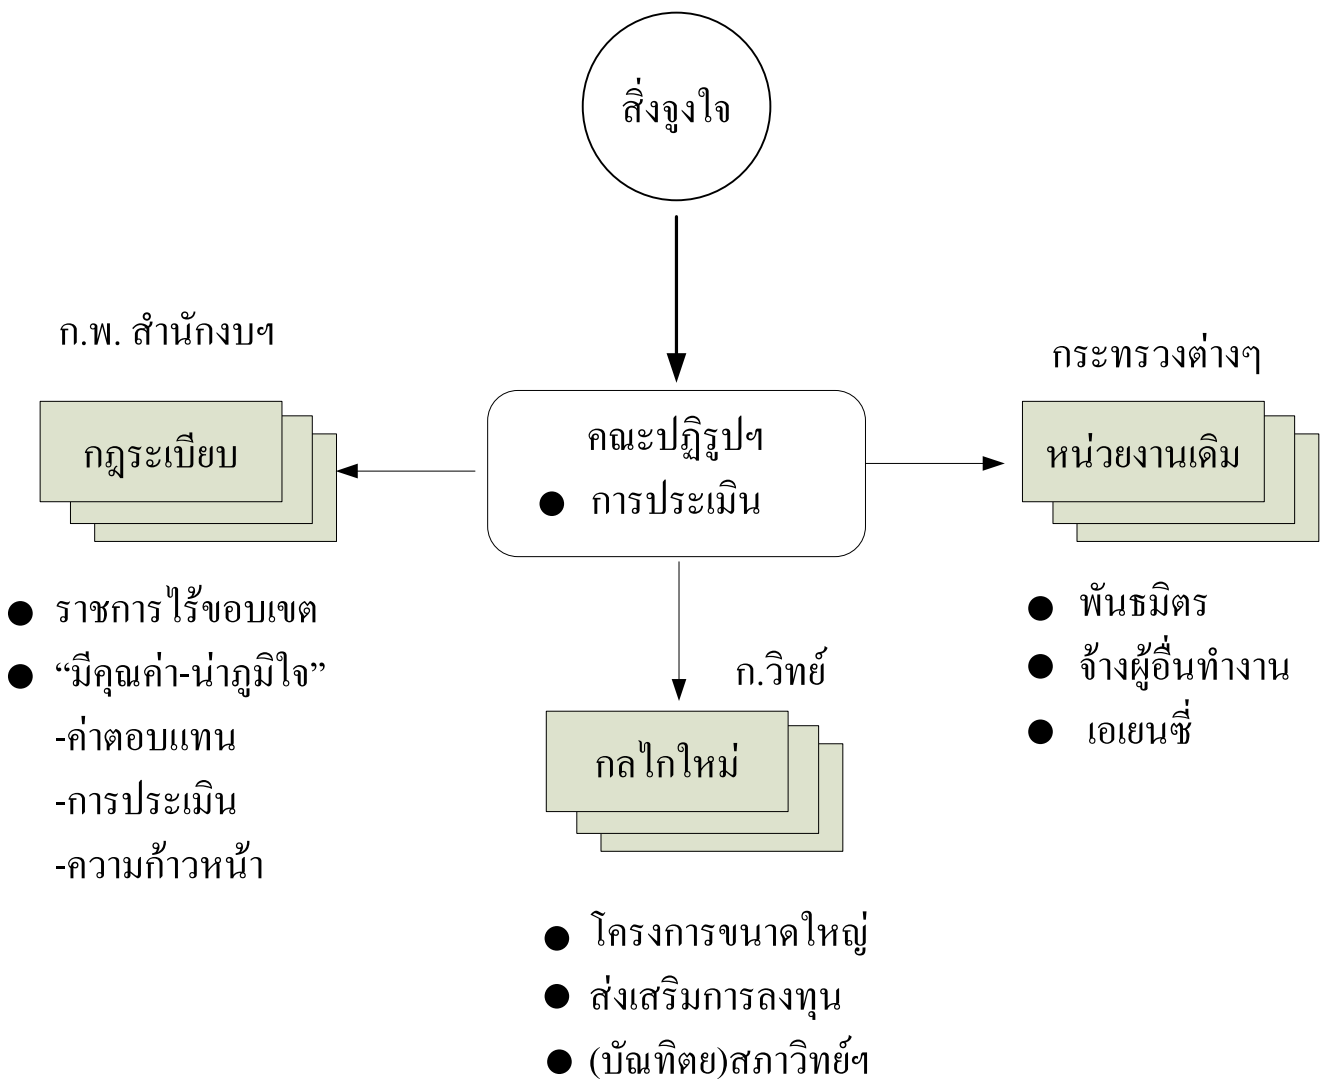 สิ่งจูงใจ
ก.พ. สำนักงบฯ
กฎระเบียบ
ราชการไร้ขอบเขต
“มีคุณค่า-น่าภูมิใจ”
-ค่าตอบแทน
-การประเมิน
-ความก้าวหน้า
คณะปฏิรูปฯ
การประเมิน
กระทรวงต่างๆ
หน่วยงานเดิม
พันธมิตร
จ้างผู้อื่นทำงาน
เอเยนซี่
ก.วิทย์
กลไกใหม่
โครงการขนาดใหญ่
ส่งเสริมการลงทุน
(บัณทิตย)สภาวิทย์ฯ